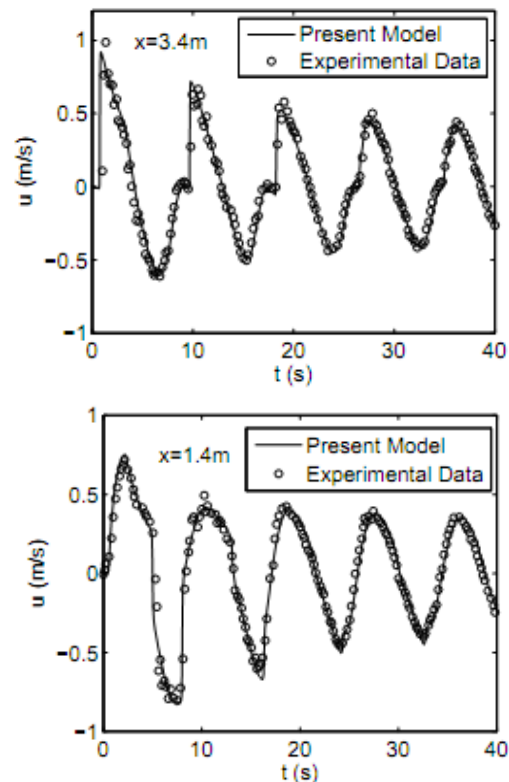 1
Present Model
Experimental Data
x=3.4m
0.5
0
−0.5
−1
u (m/s)
0 10 20 30 40
t (s)
1
Present Model
Experimental Data
x=1.4m
0.5
0
−0.5
−1
u (m/s)
0 10 20 30 40
t (s)